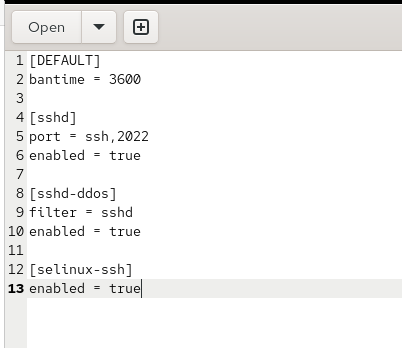 Open
1 [DEFAULT]
2 bantime = 3600
3
4 [sshd]
5 port = ssh,2022
6 enabled = true
7
8 [sshd-ddos]
9 filter = sshd
10 enabled = true
11
12 [selinux-ssh]
13 enabled = true